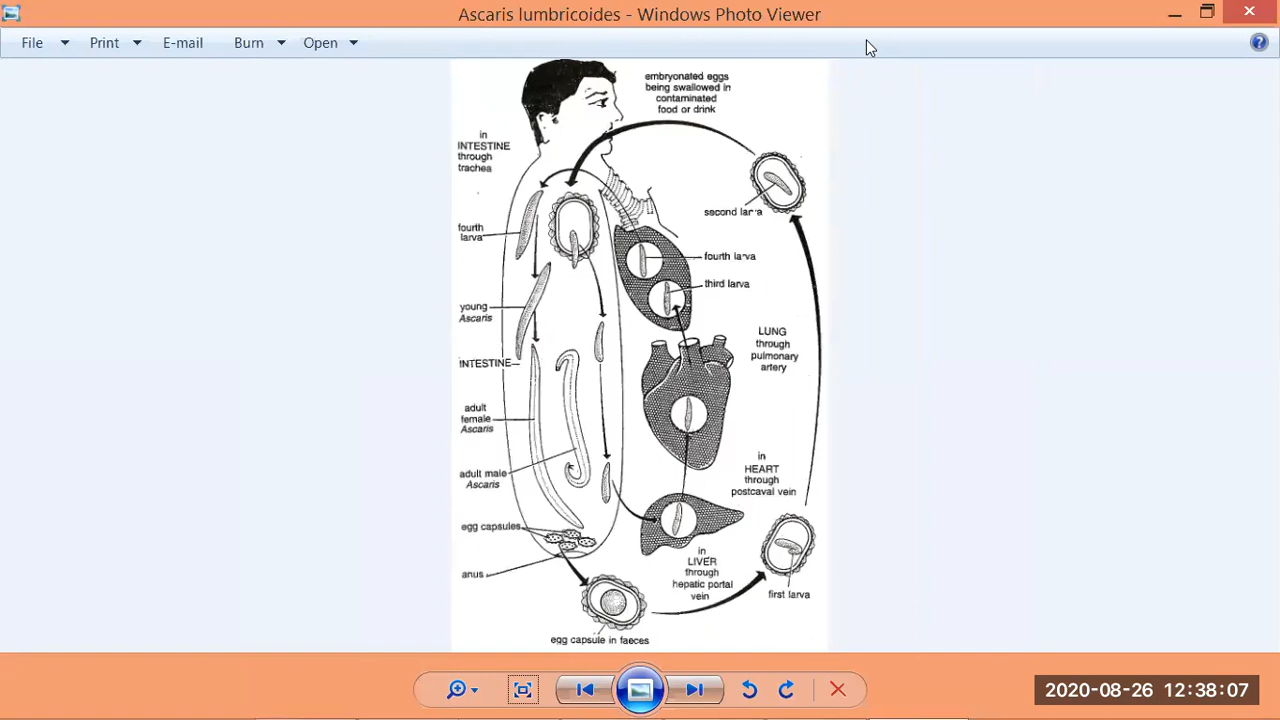 Ascaris lumbricoides - Windows Photo Viewer
File
Print
E-mail
Burn
Open
embryonated eggs
being swallowed in
contaminated
food or drink
in
INTESTINE
through
trachea
second larva
fourth
larva
fourth larva
third larva
young
Ascaris
LUNG
through
pulmonary
artery
INTESTINE
adult
female
Ascaris
adult male
Ascaris
in
HEART
through
postcaval vein
egg capsules
in
LIVER
through
hepatic portal
vein
anus
first larva
egg capsule in faeces
2020-08-26 12:38:07